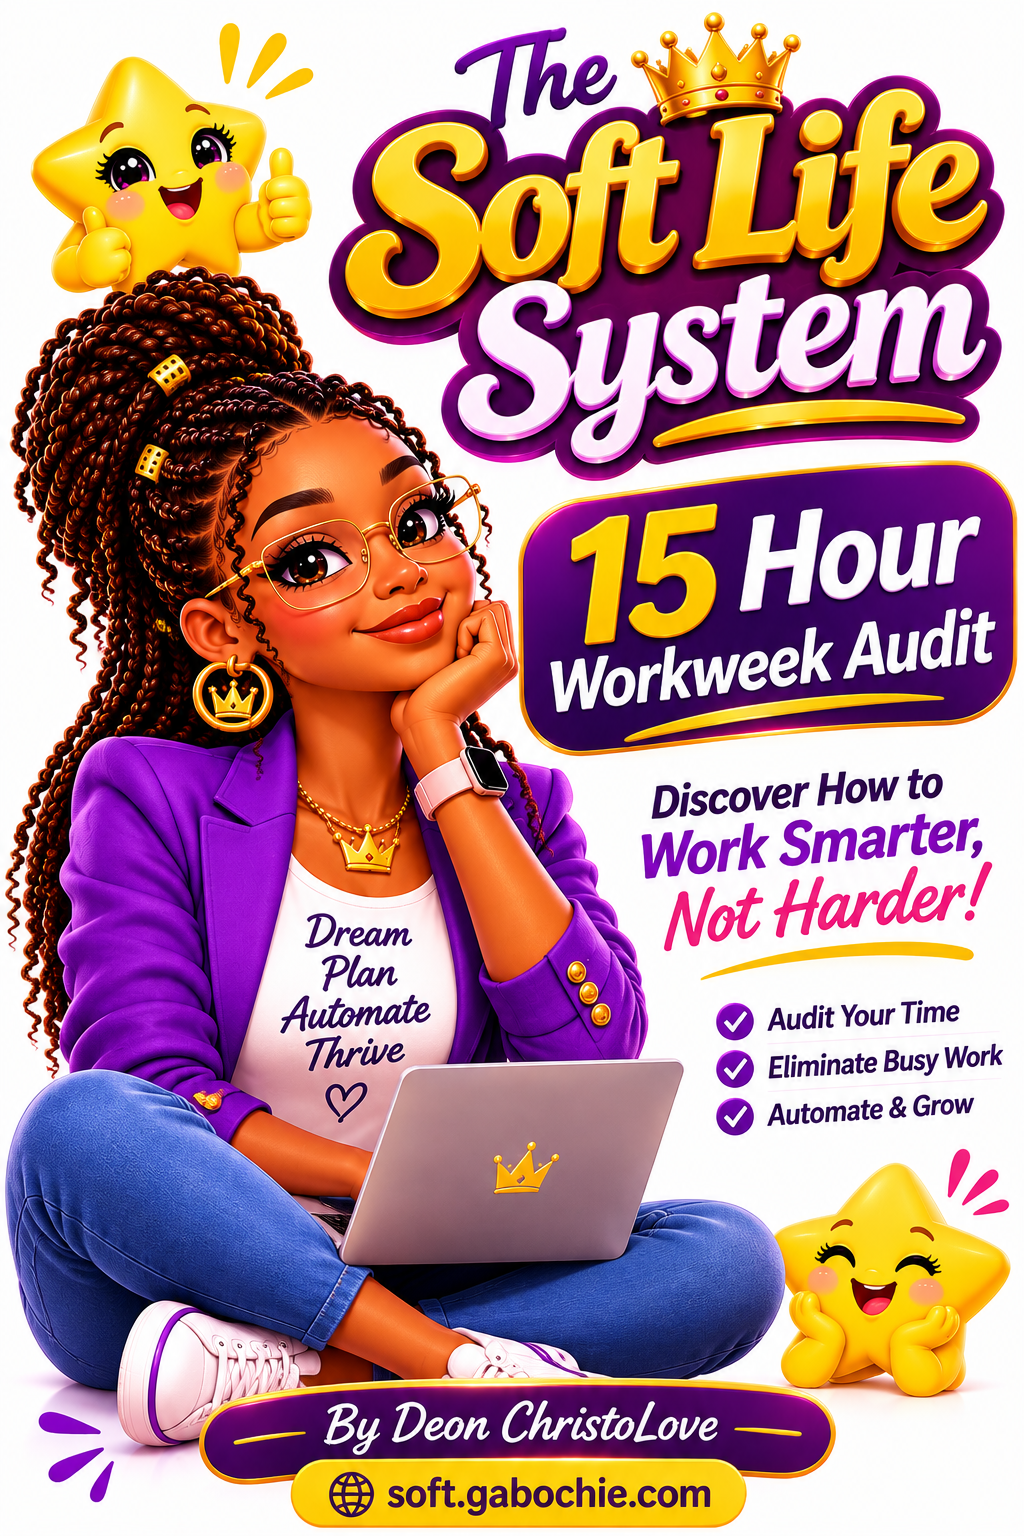 The
Soft Life
System
15 Hour
Workweek Audit
Discover How to
Work Smarter,
Not Harder!
Dream
Plan
Automate
Thrive
Audit Your Time
Eliminate Busy Work
Automate & Grow
By Deon ChristoLove
soft.gabochie.com